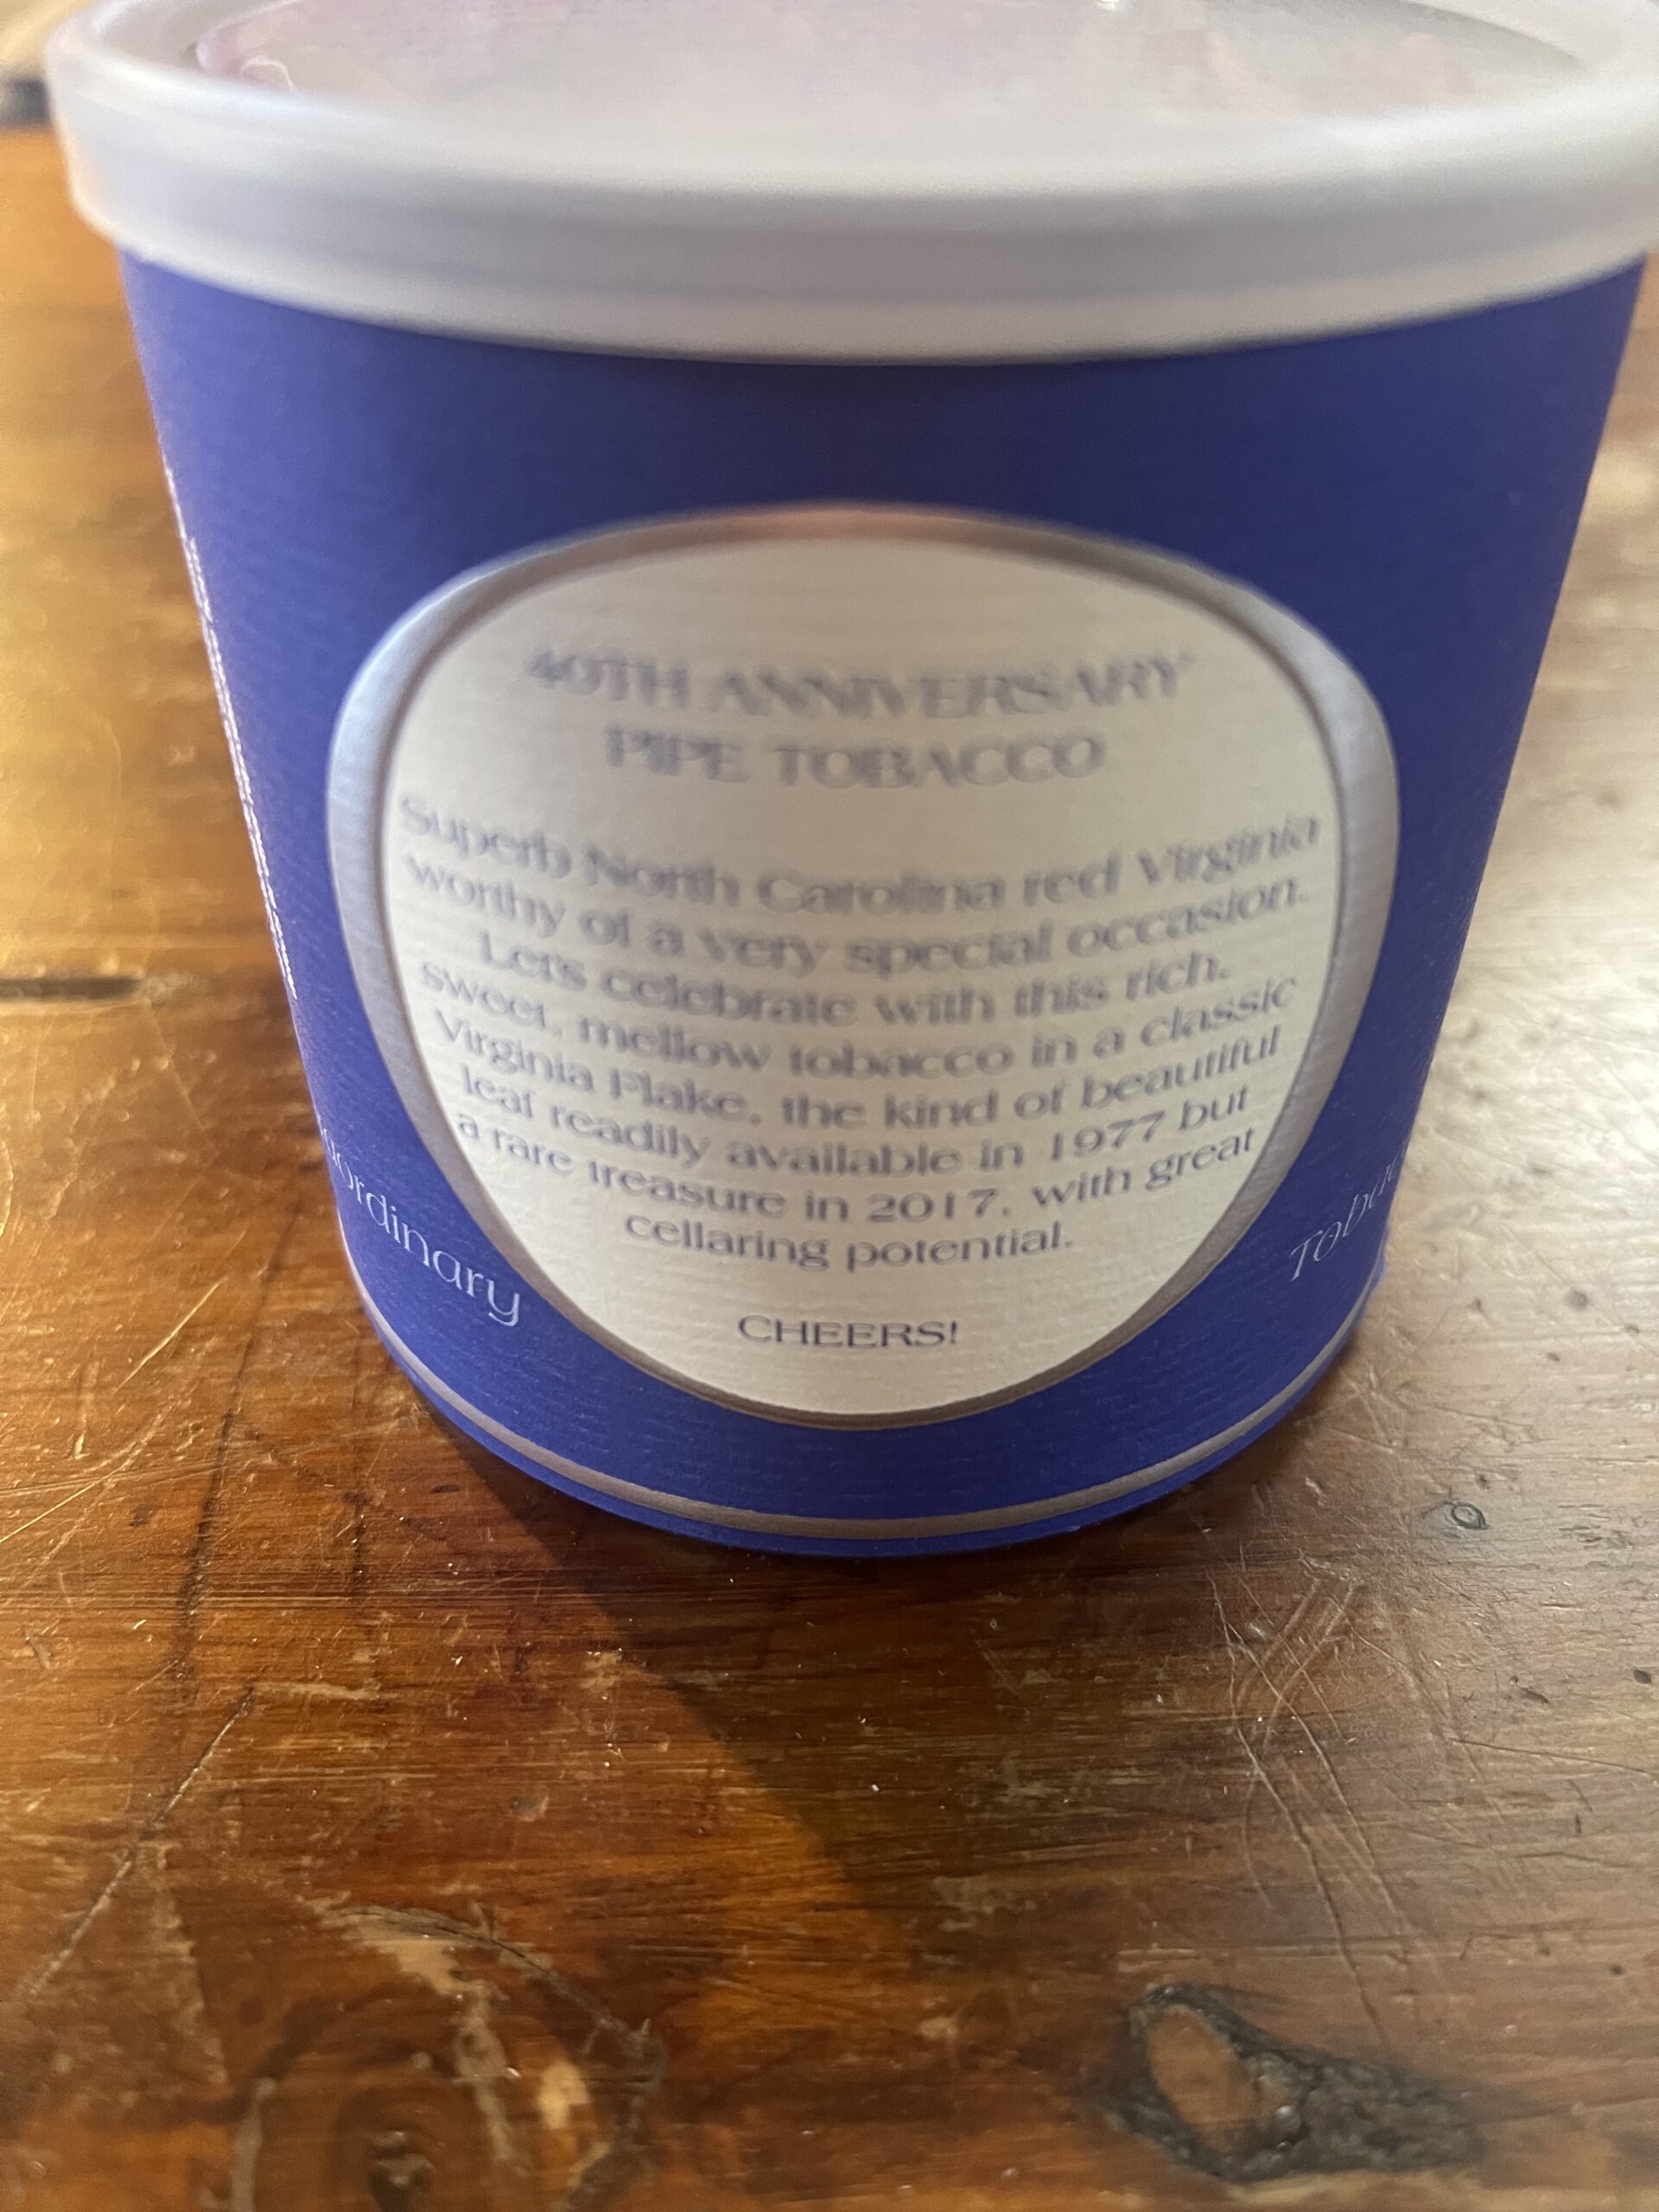 40TH ANNIVERSARY
PIPE TOBACCO
Superb North Carolina red Virginia
worthy of a very special occasion.
Let's celebrate with this rich,
sweet, mellow tobacco in a classic
Virginia Flake, the kind of beautiful
leaf readily available in 1977 but
a rare treasure in 2017, with great
cellaring potential.
CHEERS!